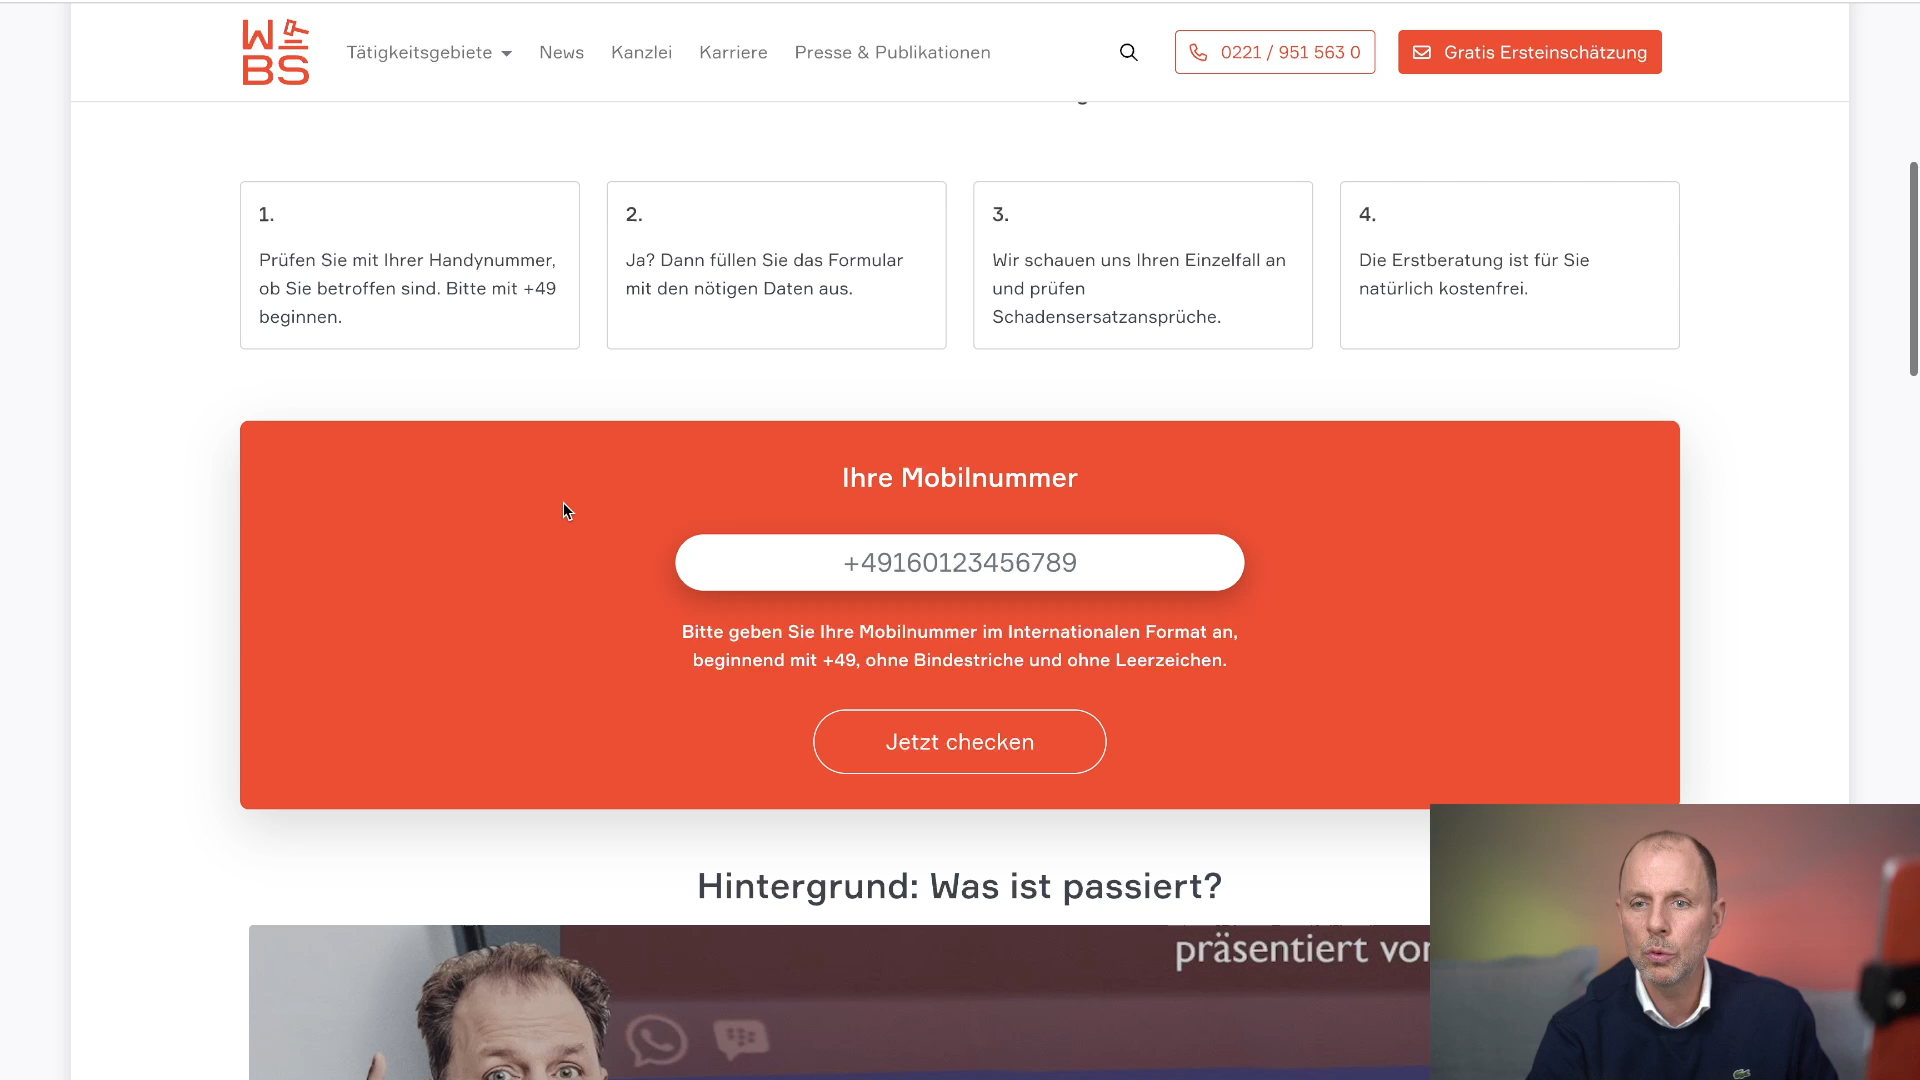 W
BS
Tätigkeitsgebiete
News
Kanzlei
Karriere
Presse & Publikationen
0221 / 951 563 0
Gratis Ersteinschätzung
1.
Prüfen Sie mit Ihrer Handynummer,
ob Sie betroffen sind. Bitte mit +49
beginnen.
2.
Ja? Dann füllen Sie das Formular
mit den nötigen Daten aus.
3.
Wir schauen uns Ihren Einzelfall an
und prüfen
Schadensersatzansprüche.
4.
Die Erstberatung ist für Sie
natürlich kostenfrei.
Ihre Mobilnummer
+49160123456789
Bitte geben Sie Ihre Mobilnummer im Internationalen Format an,
beginnend mit +49, ohne Bindestriche und ohne Leerzeichen.
Jetzt checken
Hintergrund: Was ist passiert?
präsentiert vor